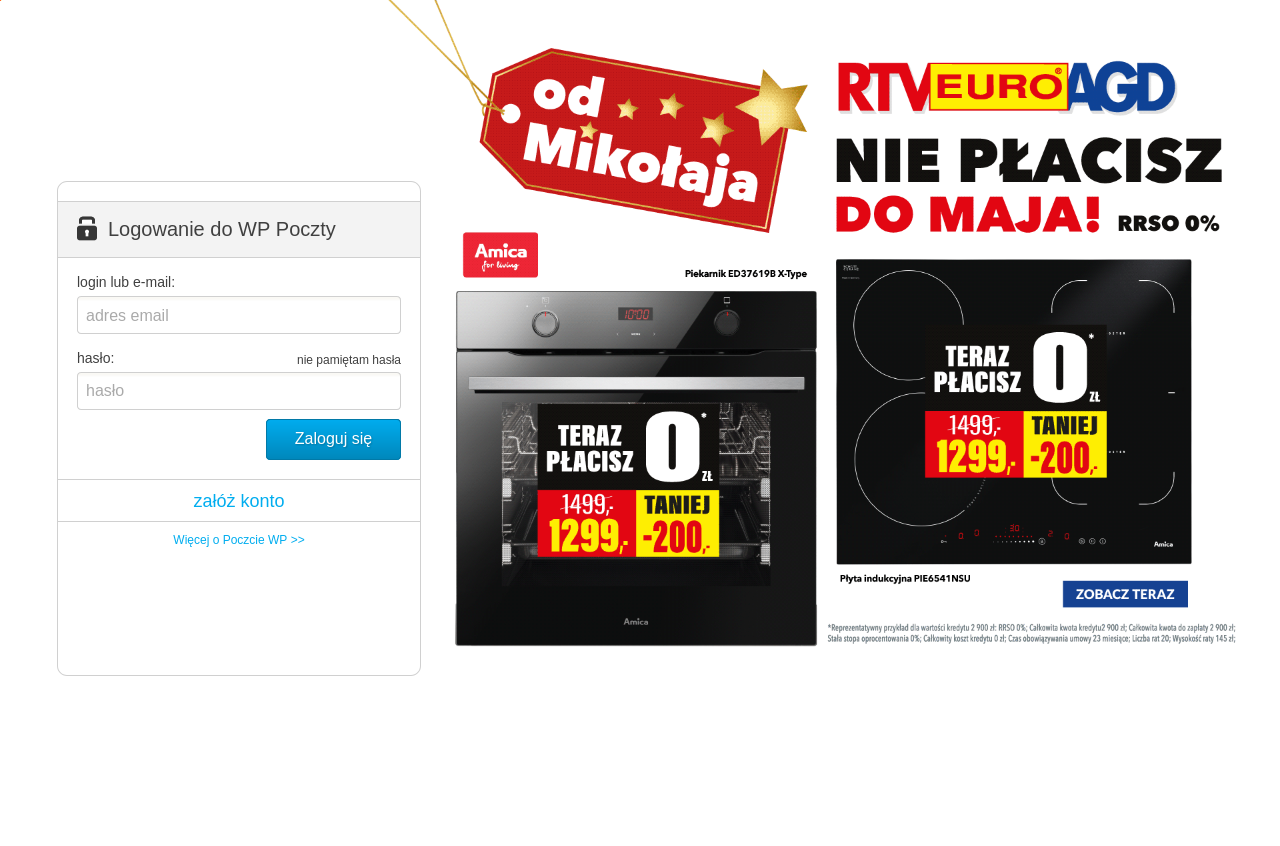 Logowanie do WP Poczty
login lub e-mail:
adres email
hasło:
nie pamiętam hasła
hasło
Zaloguj się
załóż konto
Więcej o Poczcie WP >>
od
Mikołaja
RTV EURO® AGD
NIE PŁACISZ
DO MAJA! RRSO 0%
Amica
for living
Piekarnik ED37619B X-Type
10:00
TERAZ
PŁACISZ 0 zł*
1499,- TANIEJ
1299,- -200,-
Amica
TERAZ
PŁACISZ 0 zł*
1499,- TANIEJ
1299,- -200,-
Amica
Płyta indukcyjna PIE6541NSU
ZOBACZ TERAZ
*Reprezentatywny przykład dla wartości kredytu 2 900 zł: RRSO 0%; Całkowita kwota kredytu2 900 zł; Całkowita kwota do zapłaty 2 900 zł;
Stała stopa oprocentowania 0%; Całkowity koszt kredytu 0 zł; Czas obowiązywania umowy 23 miesiące; Liczba rat 20; Wysokość raty 145 zł;